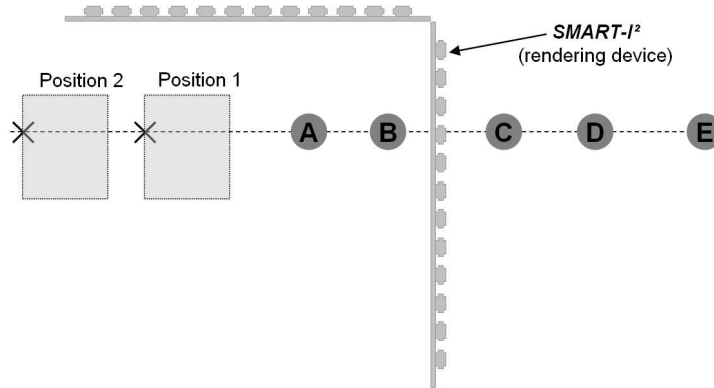 SMART-I²
(rendering device)
Position 2
Position 1
A
B
C
D
E